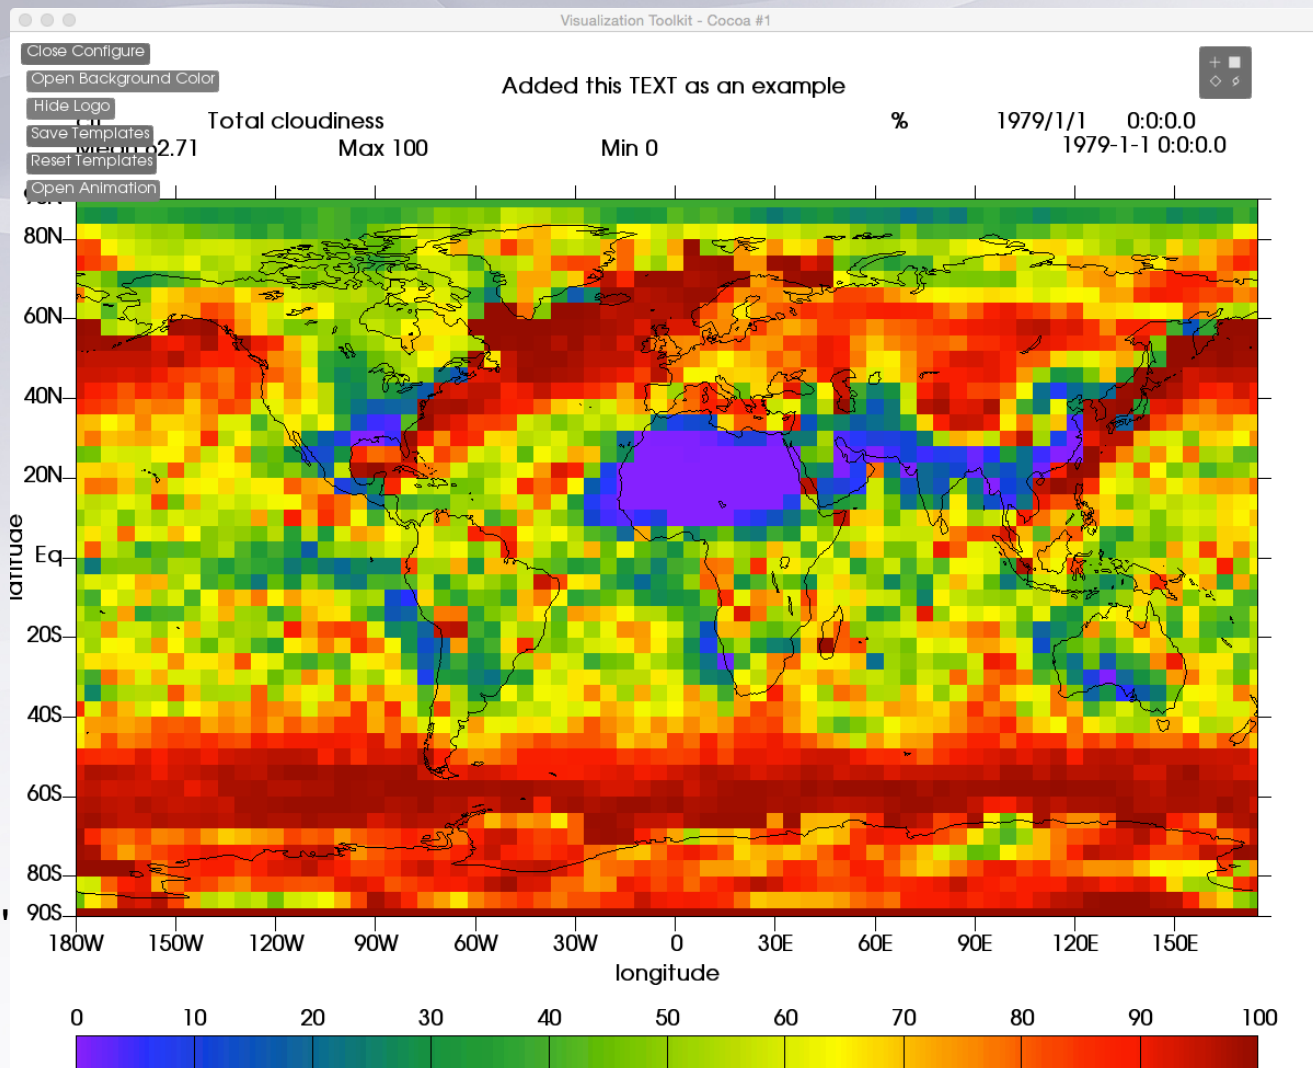 Visualization Toolkit - Cocoa #1
Close Configure
Open Background Color
Added this TEXT as an example
Hide Logo
Total cloudiness % 1979/1/1 0:0:0.0
Save Templates
Mean 62.71 Max 100 Min 0 1979-1-1 0:0:0.0
Reset Templates
Open Animation
80N
60N
40N
20N
latitude
Eq
20S
40S
60S
80S
90S
180W 150W 120W 90W 60W 30W 0 30E 60E 90E 120E 150E
longitude
0 10 20 30 40 50 60 70 80 90 100